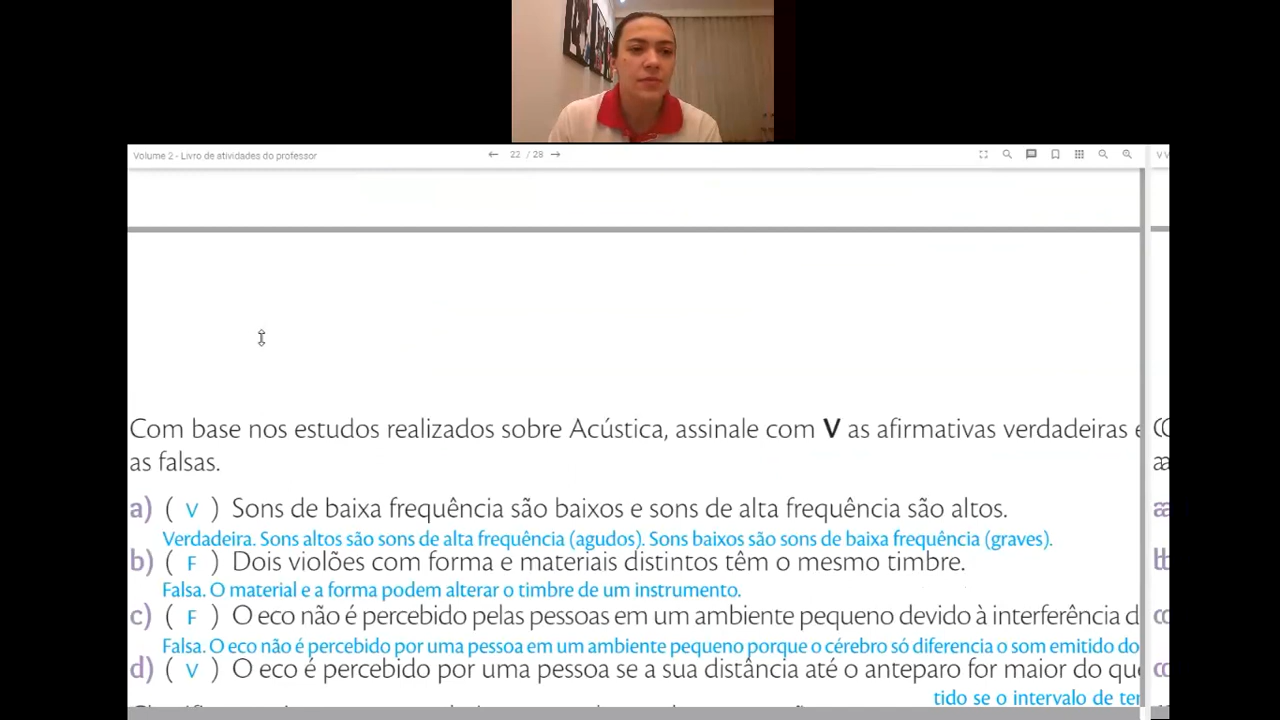 Volume 2 - Livro de atividades do professor
22 / 28
Com base nos estudos realizados sobre Acústica, assinale com V as afirmativas verdadeiras e
as falsas.
a) ( V ) Sons de baixa frequência são baixos e sons de alta frequência são altos.
Verdadeira. Sons altos são sons de alta frequência (agudos). Sons baixos são sons de baixa frequência (graves).
b) ( F ) Dois violões com forma e materiais distintos têm o mesmo timbre.
Falsa. O material e a forma podem alterar o timbre de um instrumento.
c) ( F ) O eco não é percebido pelas pessoas em um ambiente pequeno devido à interferência d
Falsa. O eco não é percebido por uma pessoa em um ambiente pequeno porque o cérebro só diferencia o som emitido do
d) ( V ) O eco é percebido por uma pessoa se a sua distância até o anteparo for maior do que
tido se o intervalo de ter